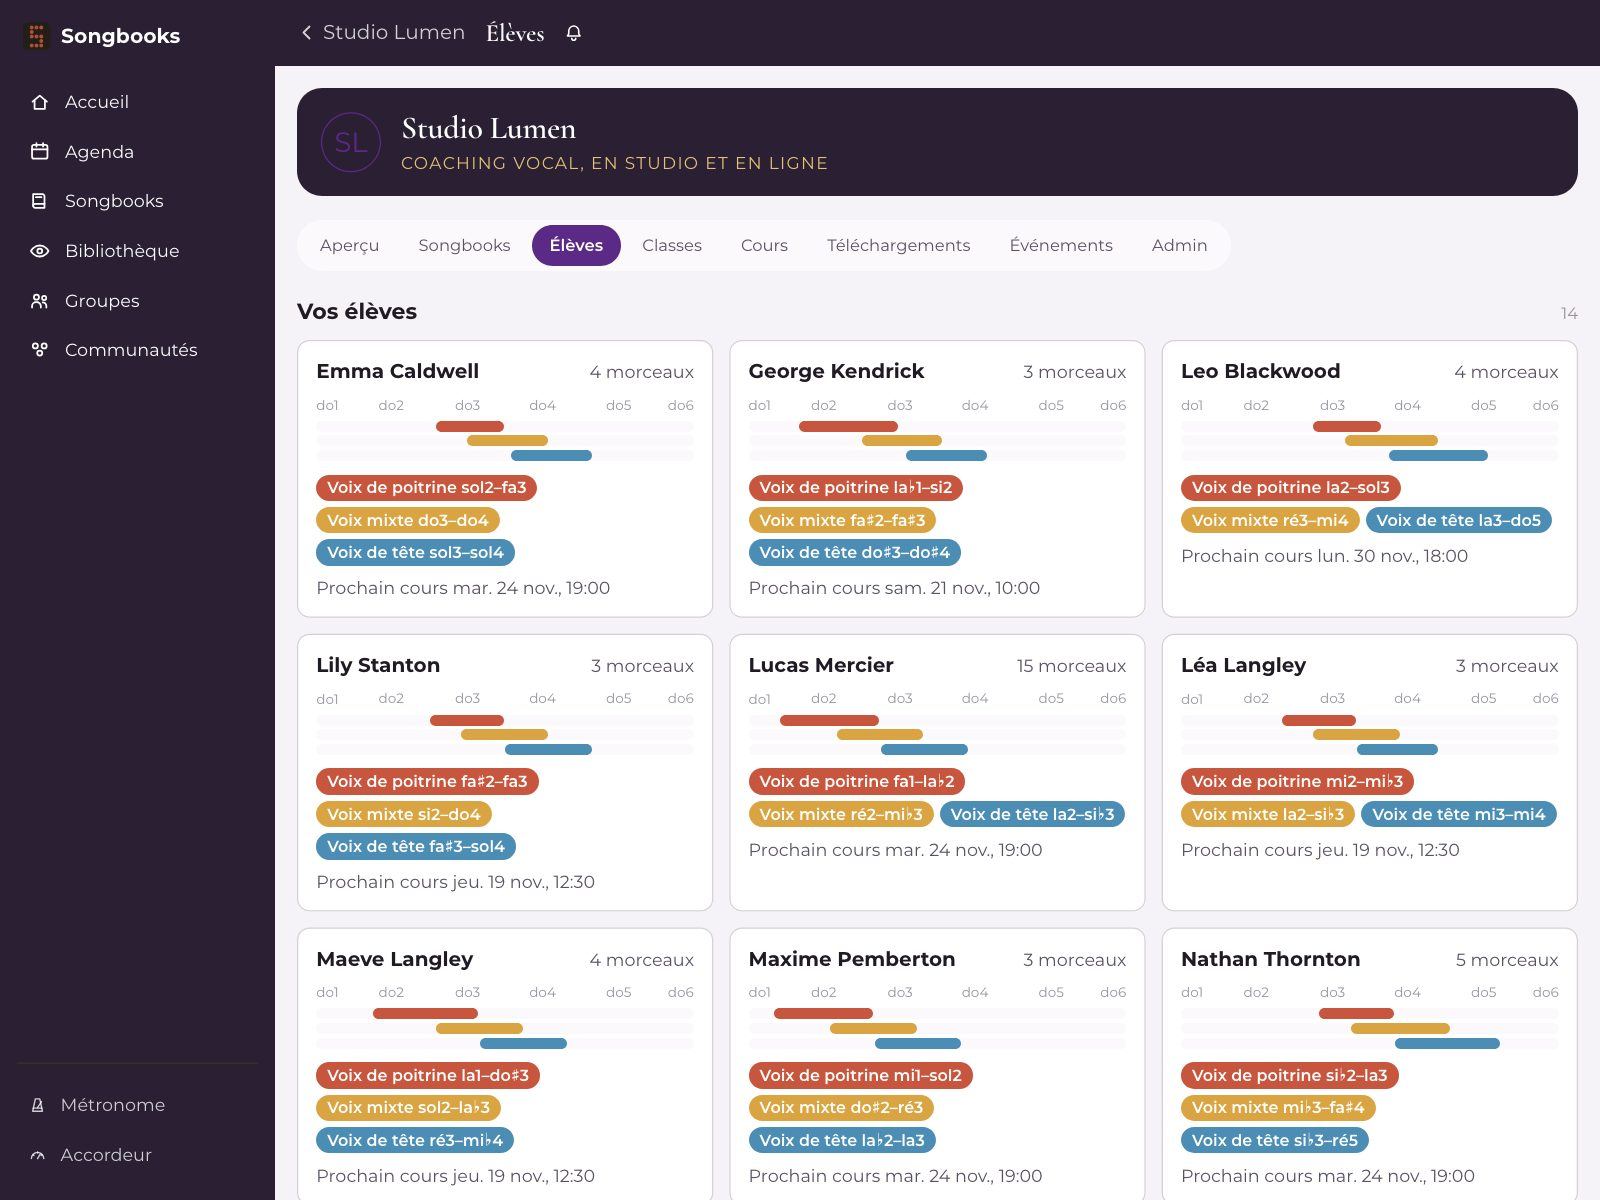 Songbooks
Accueil
Agenda
Songbooks
Bibliothèque
Groupes
Communautés
Métronome
Accordeur
Studio Lumen Élèves
SL
Studio Lumen
COACHING VOCAL, EN STUDIO ET EN LIGNE
Aperçu Songbooks Élèves Classes Cours Téléchargements Événements Admin
Vos élèves 14
Emma Caldwell 4 morceaux
do1 do2 do3 do4 do5 do6
Voix de poitrine sol2–fa3
Voix mixte do3–do4
Voix de tête sol3–sol4
Prochain cours mar. 24 nov., 19:00
George Kendrick 3 morceaux
do1 do2 do3 do4 do5 do6
Voix de poitrine la♭1–si2
Voix mixte fa♯2–fa♯3
Voix de tête do♯3–do♯4
Prochain cours sam. 21 nov., 10:00
Leo Blackwood 4 morceaux
do1 do2 do3 do4 do5 do6
Voix de poitrine la2–sol3
Voix mixte ré3–mi4 Voix de tête la3–do5
Prochain cours lun. 30 nov., 18:00
Lily Stanton 3 morceaux
do1 do2 do3 do4 do5 do6
Voix de poitrine fa♯2–fa3
Voix mixte si2–do4
Voix de tête fa♯3–sol4
Prochain cours jeu. 19 nov., 12:30
Lucas Mercier 15 morceaux
do1 do2 do3 do4 do5 do6
Voix de poitrine fa1–la♭2
Voix mixte ré2–mi♭3 Voix de tête la2–si♭3
Prochain cours mar. 24 nov., 19:00
Léa Langley 3 morceaux
do1 do2 do3 do4 do5 do6
Voix de poitrine mi2–mi♭3
Voix mixte la2–si♭3 Voix de tête mi3–mi4
Prochain cours jeu. 19 nov., 12:30
Maeve Langley 4 morceaux
do1 do2 do3 do4 do5 do6
Voix de poitrine la1–do♯3
Voix mixte sol2–la♭3
Voix de tête ré3–mi♭4
Prochain cours jeu. 19 nov., 12:30
Maxime Pemberton 3 morceaux
do1 do2 do3 do4 do5 do6
Voix de poitrine mi1–sol2
Voix mixte do♯2–ré3
Voix de tête la♭2–la3
Prochain cours mar. 24 nov., 19:00
Nathan Thornton 5 morceaux
do1 do2 do3 do4 do5 do6
Voix de poitrine si♭2–la3
Voix mixte mi♭3–fa♯4
Voix de tête si♭3–ré5
Prochain cours mar. 24 nov., 19:00